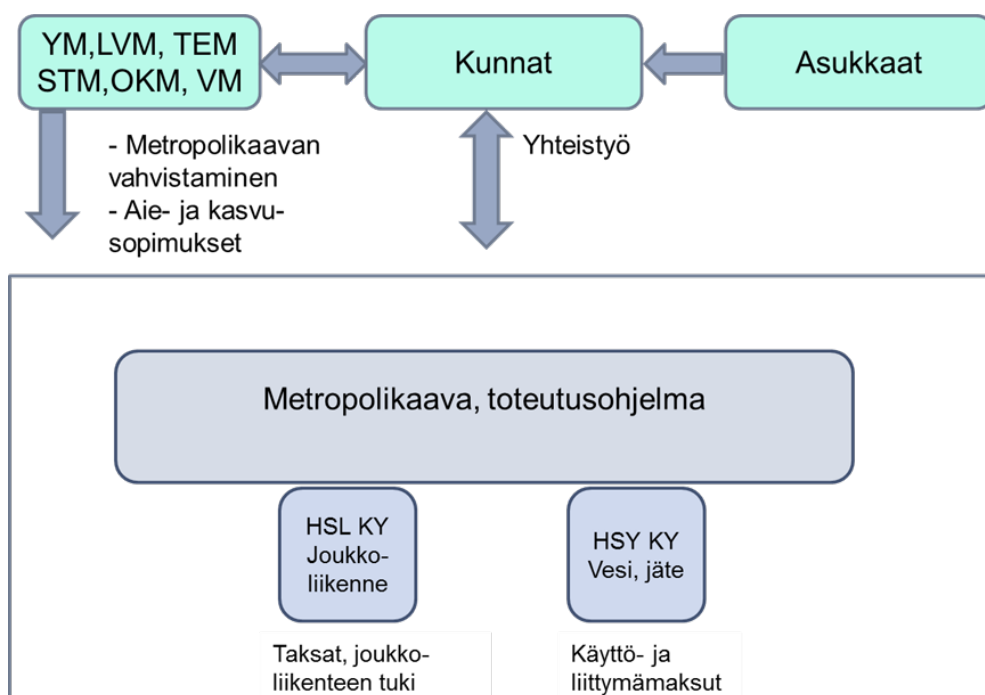 YM,LVM, TEM
STM,OKM, VM
Kunnat
Asukkaat
- Metropolikaavan
vahvistaminen
- Aie- ja kasvu-
sopimukset
Yhteistyö
Metropolikaava, toteutusohjelma
HSL KY
Joukko-
liikenne
HSY KY
Vesi, jäte
Taksat, joukko-
liikenteen tuki
Käyttö- ja
liittymämaksut